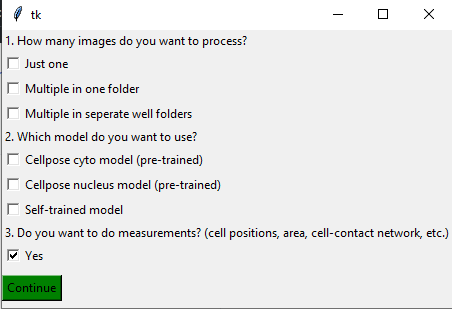 tk
1. How many images do you want to process?
Just one
Multiple in one folder
Multiple in seperate well folders
2. Which model do you want to use?
Cellpose cyto model (pre-trained)
Cellpose nucleus model (pre-trained)
Self-trained model
3. Do you want to do measurements? (cell positions, area, cell-contact network, etc.)
Yes
Continue